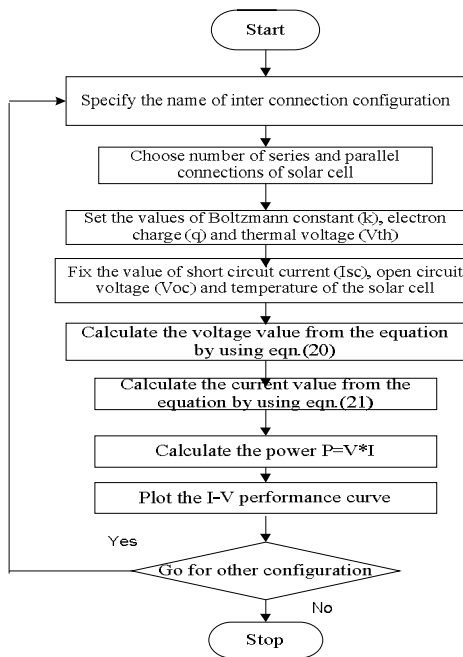 Start
Specify the name of inter connection configuration
Choose number of series and parallel
connections of solar cell
Set the values of Boltzmann constant (k), electron
charge (q) and thermal voltage (Vth)
Fix the value of short circuit current (Isc), open circuit
voltage (Voc) and temperature of the solar cell
Calculate the voltage value from the equation
by using eqn.(20)
Calculate the current value from the
equation by using eqn.(21)
Calculate the power P=V*I
Plot the I-V performance curve
Yes
Go for other configuration
No
Stop